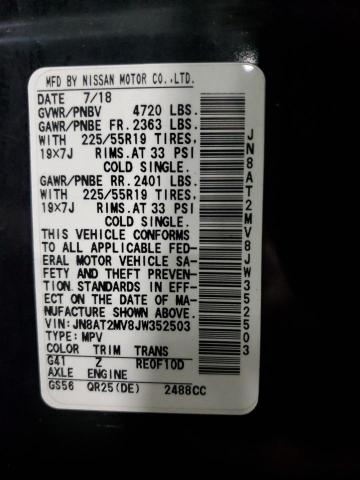 MFD BY NISSAN MOTOR CO.,LTD.
DATE 7/18
GVWR/PNBV 4720 LBS.
GAWR/PNBE FR. 2363 LBS.
WITH 225/55R19 TIRES,
19X7J RIMS.AT 33 PSI
COLD SINGLE.
GAWR/PNBE RR. 2401 LBS.
WITH 225/55R19 TIRES,
19X7J RIMS.AT 33 PSI
COLD SINGLE.
THIS VEHICLE CONFORMS
TO ALL APPLICABLE FED-
ERAL MOTOR VEHICLE SA-
FETY AND THEFT PREVEN-
TION STANDARDS IN EFF-
ECT ON THE DATE OF MA-
NUFACTURE SHOWN ABOVE.
VIN:JN8AT2MV8JW352503
TYPE:MPV
COLOR TRIM TRANS
G41 Z RE0F10D
AXLE ENGINE
GS56 QR25(DE) 2488CC
JN8AT2MV8JW352503